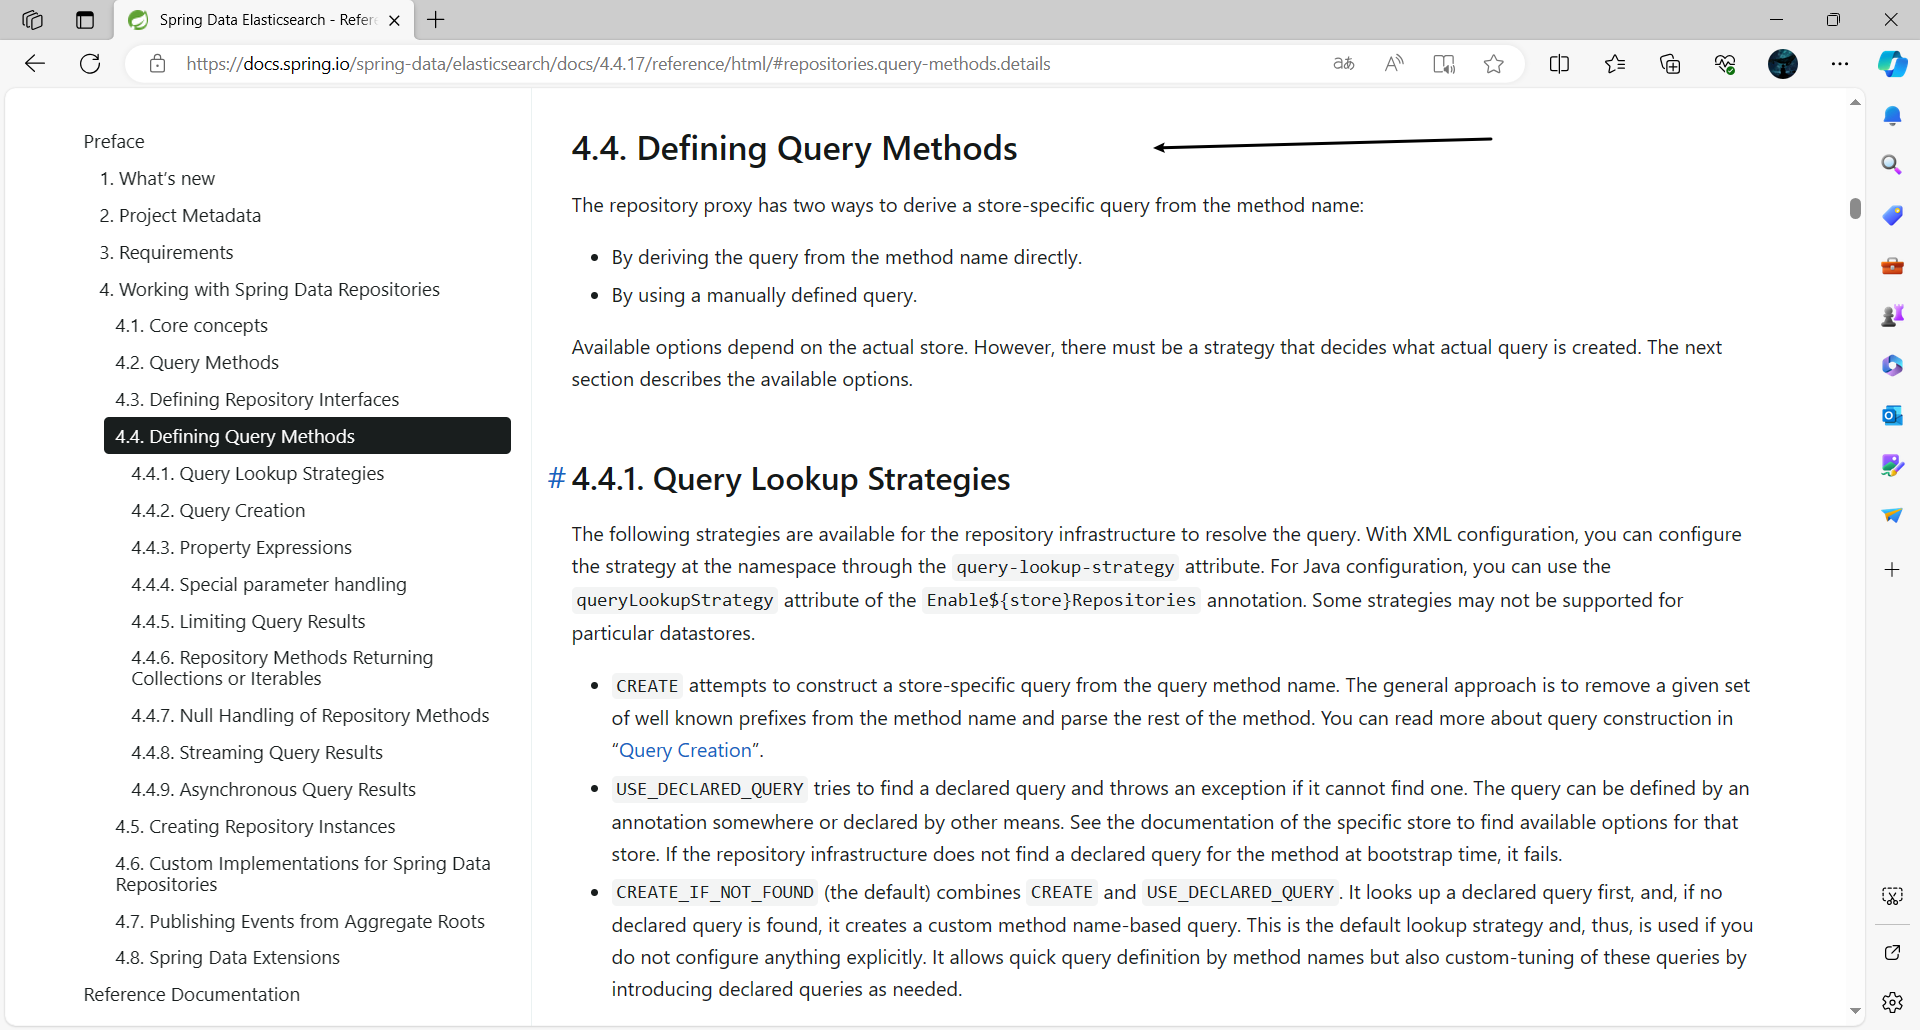 Spring Data Elasticsearch - Refere
https://docs.spring.io/spring-data/elasticsearch/docs/4.4.17/reference/html/#repositories.query-methods.details
Preface
1. What's new
2. Project Metadata
3. Requirements
4. Working with Spring Data Repositories
4.1. Core concepts
4.2. Query Methods
4.3. Defining Repository Interfaces
4.4. Defining Query Methods
4.4.1. Query Lookup Strategies
4.4.2. Query Creation
4.4.3. Property Expressions
4.4.4. Special parameter handling
4.4.5. Limiting Query Results
4.4.6. Repository Methods Returning
Collections or Iterables
4.4.7. Null Handling of Repository Methods
4.4.8. Streaming Query Results
4.4.9. Asynchronous Query Results
4.5. Creating Repository Instances
4.6. Custom Implementations for Spring Data
Repositories
4.7. Publishing Events from Aggregate Roots
4.8. Spring Data Extensions
Reference Documentation
4.4. Defining Query Methods
The repository proxy has two ways to derive a store-specific query from the method name:
• By deriving the query from the method name directly.
• By using a manually defined query.
Available options depend on the actual store. However, there must be a strategy that decides what actual query is created. The next
section describes the available options.
# 4.4.1. Query Lookup Strategies
The following strategies are available for the repository infrastructure to resolve the query. With XML configuration, you can configure
the strategy at the namespace through the query-lookup-strategy attribute. For Java configuration, you can use the
queryLookupStrategy attribute of the Enable${store}Repositories annotation. Some strategies may not be supported for
particular datastores.
• CREATE attempts to construct a store-specific query from the query method name. The general approach is to remove a given set
of well known prefixes from the method name and parse the rest of the method. You can read more about query construction in
“Query Creation”.
• USE_DECLARED_QUERY tries to find a declared query and throws an exception if it cannot find one. The query can be defined by an
annotation somewhere or declared by other means. See the documentation of the specific store to find available options for that
store. If the repository infrastructure does not find a declared query for the method at bootstrap time, it fails.
• CREATE_IF_NOT_FOUND (the default) combines CREATE and USE_DECLARED_QUERY. It looks up a declared query first, and, if no
declared query is found, it creates a custom method name-based query. This is the default lookup strategy and, thus, is used if you
do not configure anything explicitly. It allows quick query definition by method names but also custom-tuning of these queries by
introducing declared queries as needed.